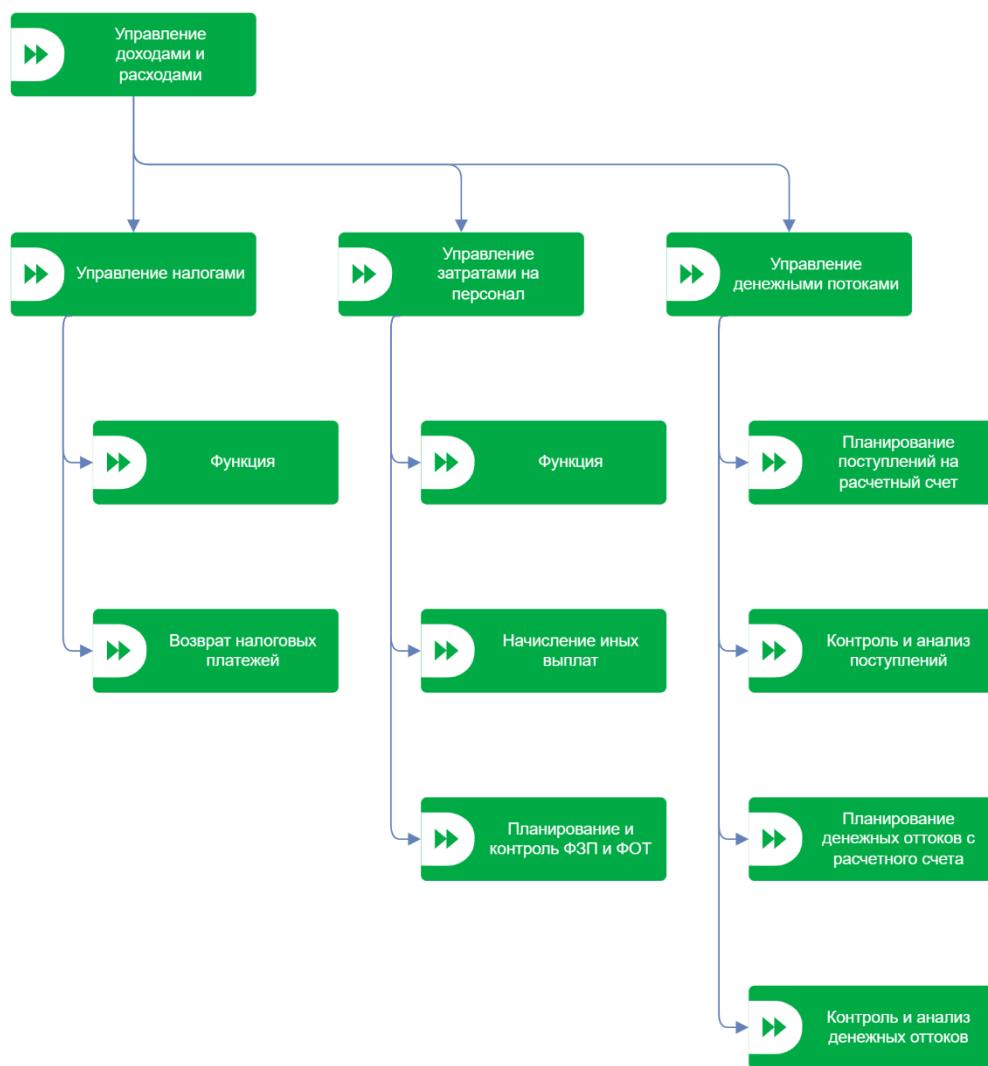 Управление
доходами и
расходами
Управление налогами
Управление
затратами на
персонал
Управление
денежными потоками
Функция
Функция
Планирование
поступлений на
расчетный счет
Возврат налоговых
платежей
Начисление иных
выплат
Контроль и анализ
поступлений
Планирование и
контроль ФЗП и ФОТ
Планирование
денежных оттоков с
расчетного счета
Контроль и анализ
денежных оттоков